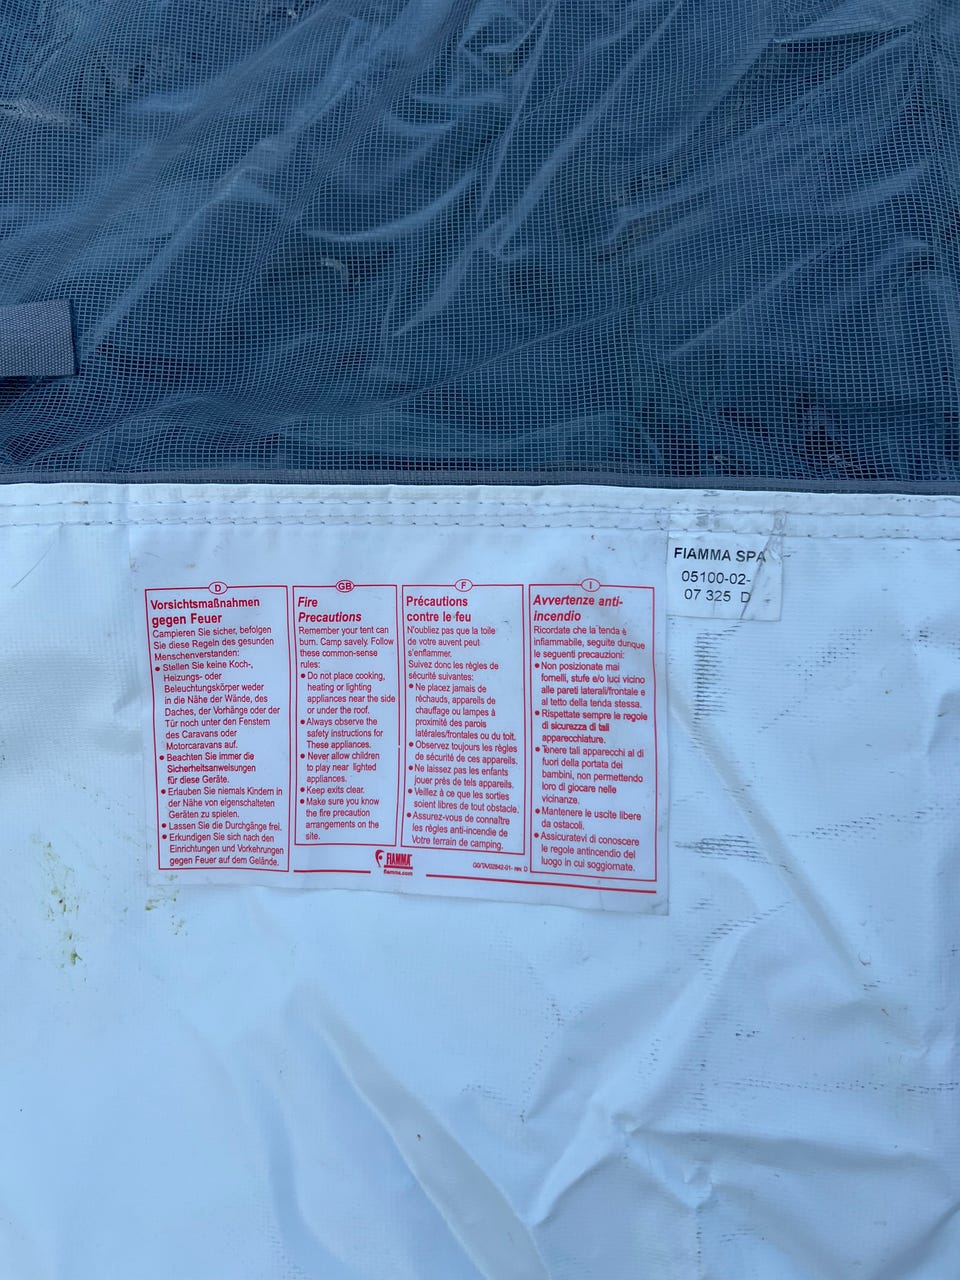 D
Vorsichtsmaßnahmen
gegen Feuer
Campieren Sie sicher, befolgen
Sie diese Regeln des gesunden
Menschenverstanden:
● Stellen Sie keine Koch-,
Heizungs- oder
Beleuchtungskörper weder
in die Nähe der Wände, des
Daches, der Vorhänge oder der
Tür noch unter den Fenstern
des Caravans oder
Motorcaravans auf.
● Beachten Sie immer die
Sicherheitsanweisungen
für diese Geräte.
● Erlauben Sie niemals Kindern in
der Nähe von eigenschalteten
Geräten zu spielen.
● Lassen Sie die Durchgänge frei.
● Erkundigen Sie sich nach den
Einrichtungen und Vorkehrungen
gegen Feuer auf dem Gelände.
GB
Fire
Precautions
Remember your tent can
burn. Camp savely. Follow
these common-sense
rules:
● Do not place cooking,
heating or lighting
appliances near the side
or under the roof.
● Always observe the
safety instructions for
These appliances.
● Never allow children
to play near lighted
appliances.
● Keep exits clear.
● Make sure you know
the fire precaution
arrangements on the
site.
F
Précautions
contre le feu
N'oubliez pas que la toile
de votre auvent peut
s'enflammer.
Suivez donc les règles de
sécurité suivantes:
● Ne placez jamais de
réchauds, appareils de
chauffage ou lampes à
proximité des parois
latérales/frontales ou du toit.
● Observez toujours les règles
de sécurité de ces appareils.
● Ne laissez pas les enfants
jouer près de tels appareils.
● Veillez à ce que les sorties
soient libres de tout obstacle.
● Assurez-vous de connaître
les règles anti-incendie de
Votre terrain de camping.
I
Avvertenze anti-
incendio
Ricordate che la tenda è
infiammabile, seguite dunque
le seguenti precauzioni:
● Non posizionate mai
fornelli, stufe e/o luci vicino
alle pareti laterali/frontale e
al tetto della tenda stessa.
● Rispettate sempre le regole
di sicurezza di tali
apparecchiature.
● Tenere tali apparecchi al di
fuori della portata dei
bambini, non permettendo
loro di giocare nelle
vicinanze.
● Mantenere le uscite libere
da ostacoli.
● Assicuratevi di conoscere
le regole antincendio del
luogo in cui soggiornate.
FIAMMA
fiamma.com
FIAMMA SPA
05100-02-
07 325 D